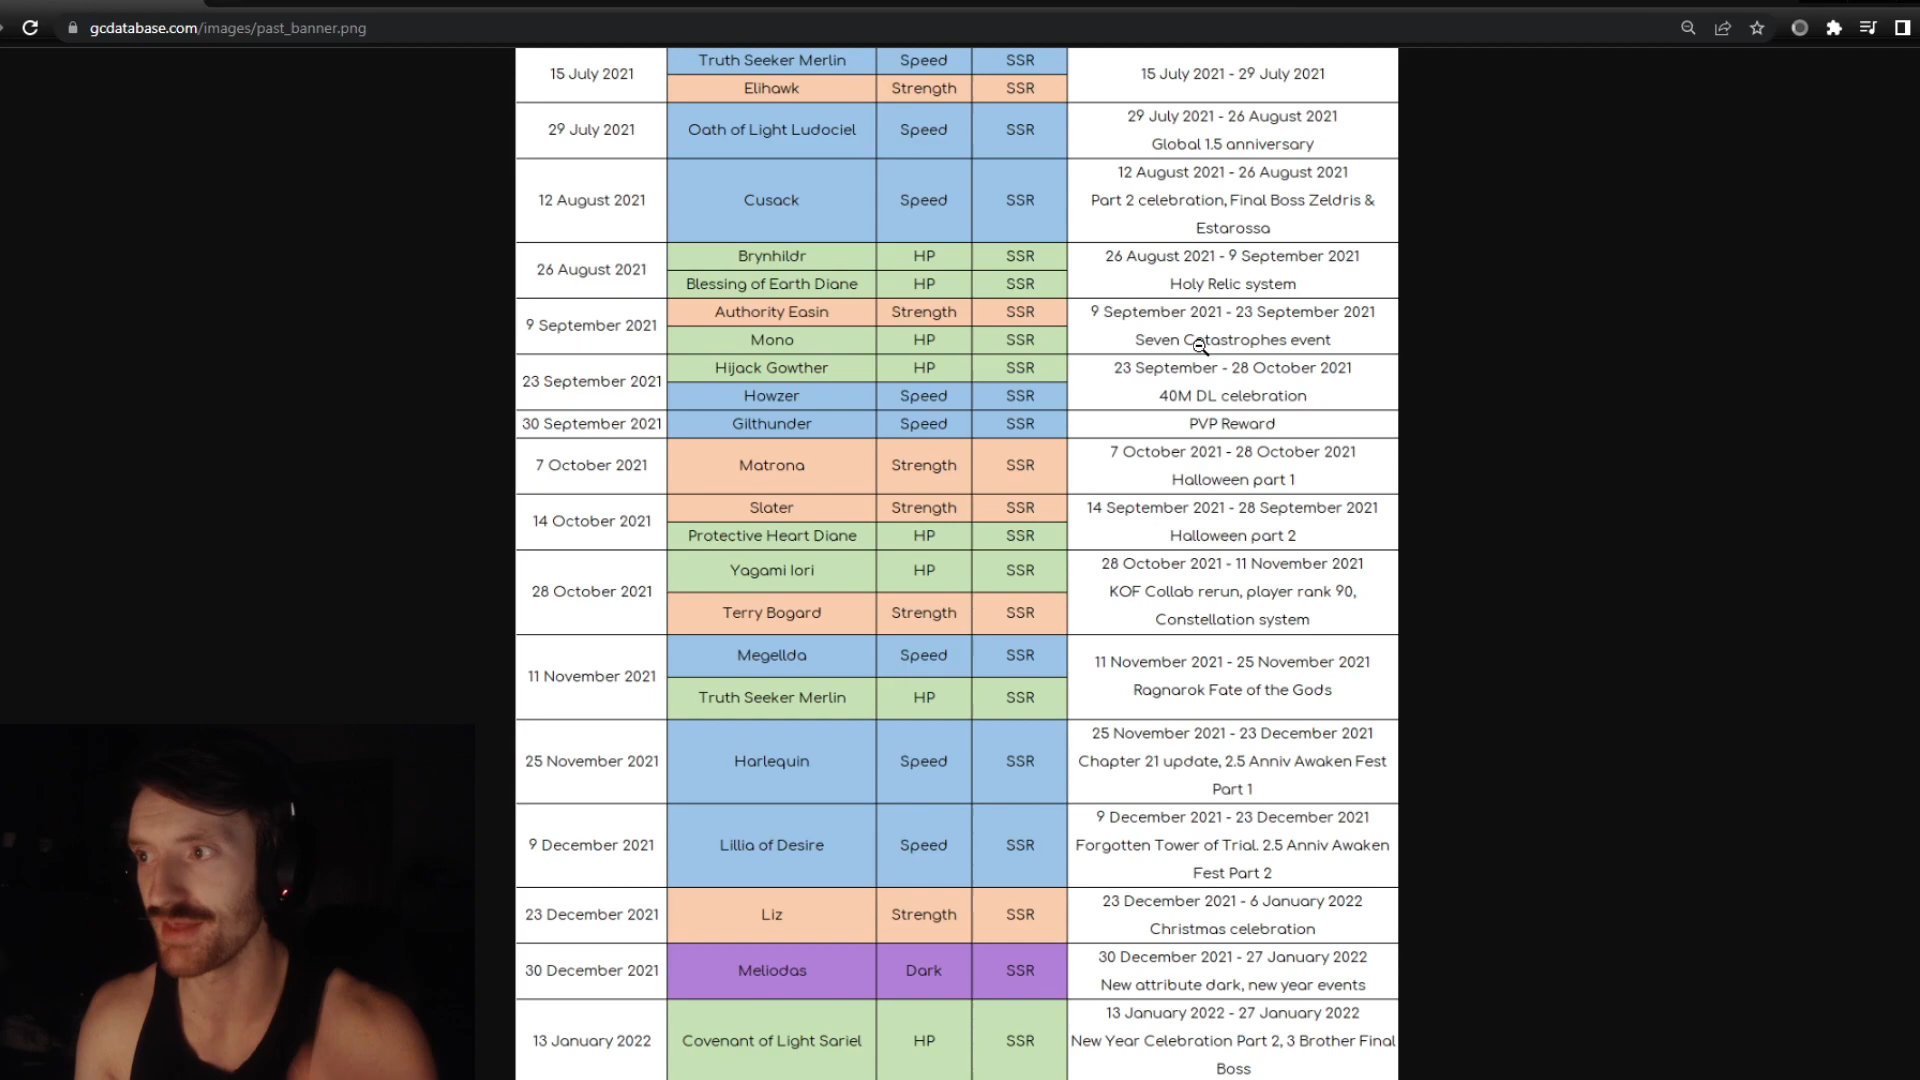 gcdatabase.com/images/past_banner.png
15 July 2021
Truth Seeker Merlin Speed SSR
Elihawk Strength SSR
15 July 2021 - 29 July 2021
29 July 2021
Oath of Light Ludociel Speed SSR
29 July 2021 - 26 August 2021
Global 1.5 anniversary
12 August 2021
Cusack Speed SSR
12 August 2021 - 26 August 2021
Part 2 celebration, Final Boss Zeldris &
Estarossa
26 August 2021
Brynhildr HP SSR
Blessing of Earth Diane HP SSR
26 August 2021 - 9 September 2021
Holy Relic system
9 September 2021
Authority Easin Strength SSR
Mono HP SSR
9 September 2021 - 23 September 2021
Seven Catastrophes event
23 September 2021
Hijack Gowther HP SSR
Howzer Speed SSR
23 September - 28 October 2021
40M DL celebration
30 September 2021
Gilthunder Speed SSR
PVP Reward
7 October 2021
Matrona Strength SSR
7 October 2021 - 28 October 2021
Halloween part 1
14 October 2021
Slater Strength SSR
Protective Heart Diane HP SSR
14 September 2021 - 28 September 2021
Halloween part 2
28 October 2021
Yagami Iori HP SSR
Terry Bogard Strength SSR
28 October 2021 - 11 November 2021
KOF Collab rerun, player rank 90,
Constellation system
11 November 2021
Megellda Speed SSR
Truth Seeker Merlin HP SSR
11 November 2021 - 25 November 2021
Ragnarok Fate of the Gods
25 November 2021
Harlequin Speed SSR
25 November 2021 - 23 December 2021
Chapter 21 update, 2.5 Anniv Awaken Fest
Part 1
9 December 2021
Lillia of Desire Speed SSR
9 December 2021 - 23 December 2021
Forgotten Tower of Trial. 2.5 Anniv Awaken
Fest Part 2
23 December 2021
Liz Strength SSR
23 December 2021 - 6 January 2022
Christmas celebration
30 December 2021
Meliodas Dark SSR
30 December 2021 - 27 January 2022
New attribute dark, new year events
13 January 2022
Covenant of Light Sariel HP SSR
13 January 2022 - 27 January 2022
New Year Celebration Part 2, 3 Brother Final
Boss